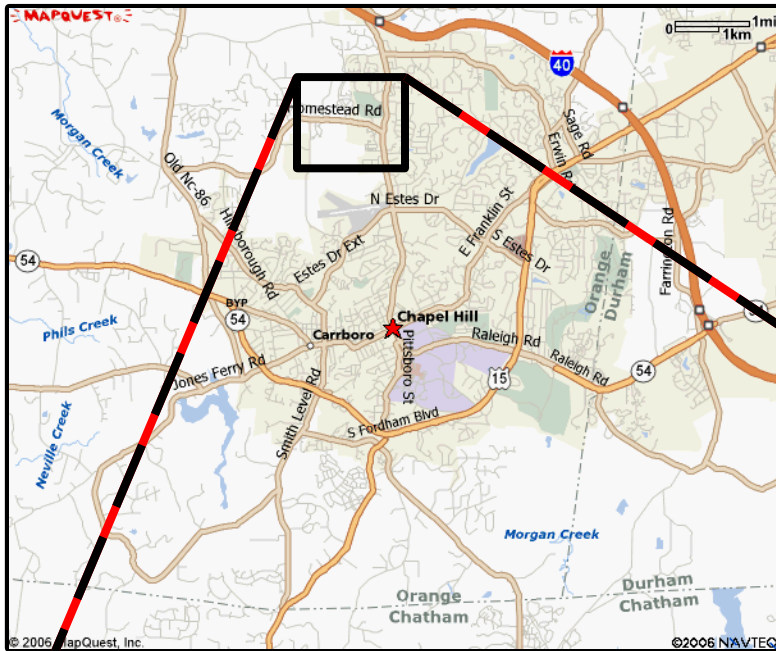 MAPQUEST
0 1mi
1km
40
Homestead Rd
Sage Rd
Erwin R
Morgan Creek
Old Nc-86
N Estes Dr
E Franklin St
S Estes Dr
Hillsborough Rd
Estes Dr Ext
Orange
Durham
Farrington Rd
54
BYP
54
54
Phils Creek
Chapel Hill
Carrboro
Raleigh Rd
Pittsboro St
Raleigh Rd
Jones Ferry Rd
15
54
Smith Level Rd
S Fordham Blvd
Neville Creek
Morgan Creek
Orange
Chatham
Durham
Chatham
© 2006 MapQuest, Inc.
©2006 NAVTEQ